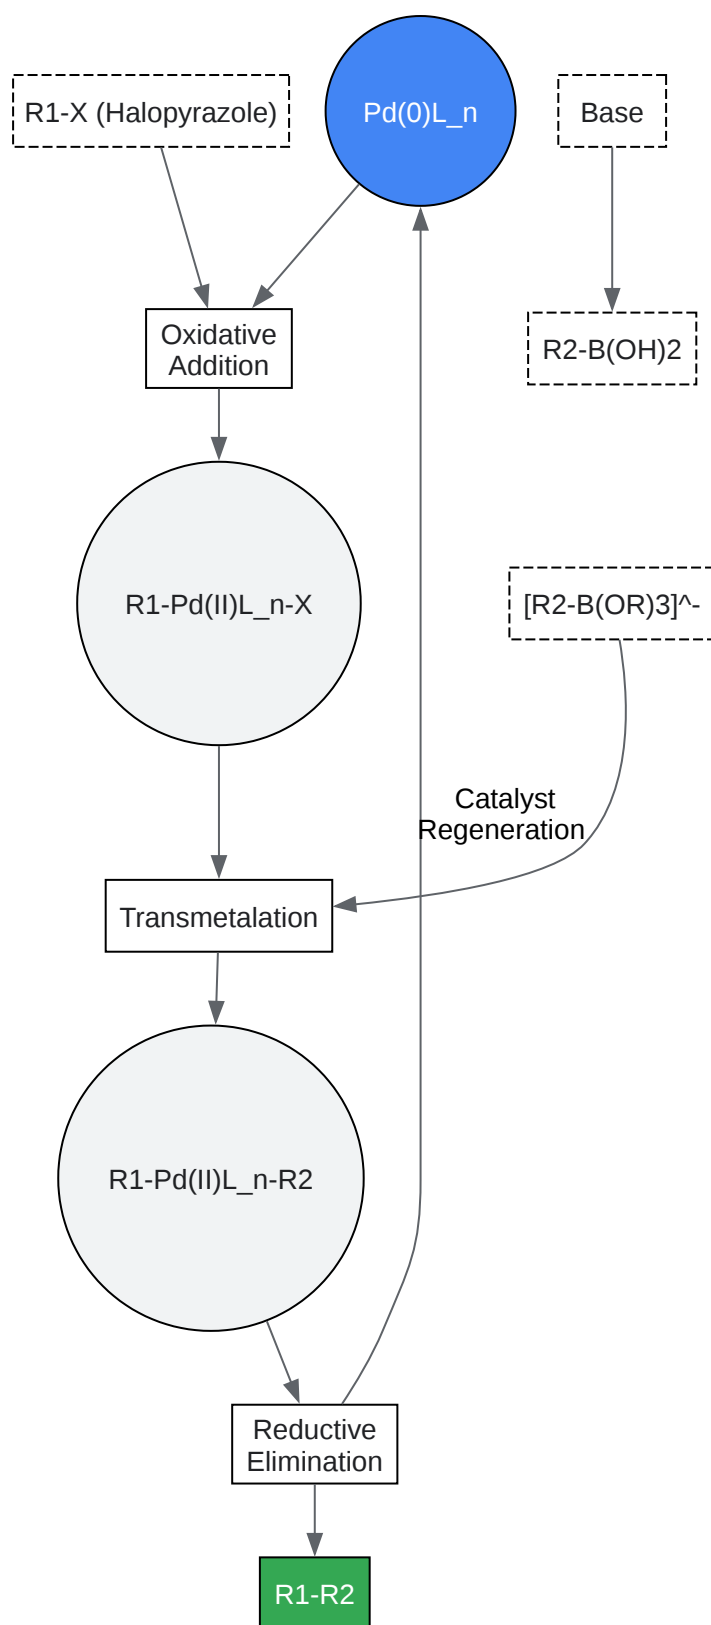 R1-X (Halopyrazole)
Pd(0)L_n
Base
Oxidative
Addition
R2-B(OH)2
R1-Pd(II)L_n-X
[R2-B(OR)3]^-
Catalyst
Regeneration
Transmetalation
R1-Pd(II)L_n-R2
Reductive
Elimination
R1-R2